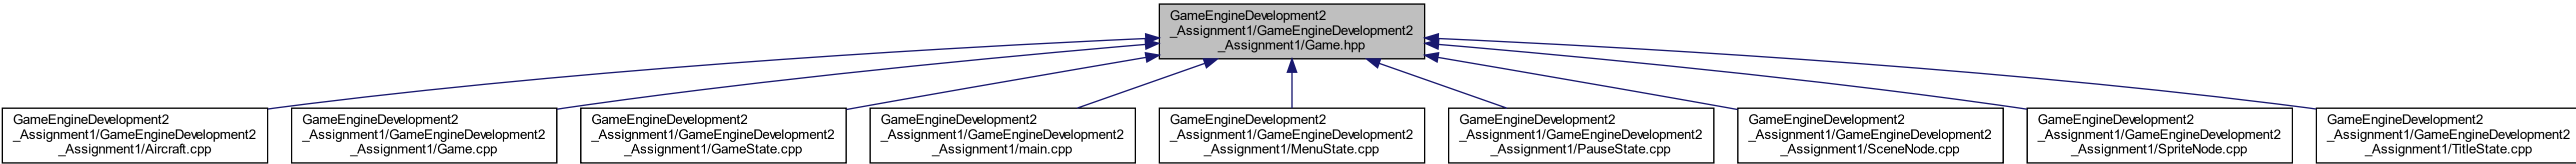 GameEngineDevelopment2
_Assignment1/GameEngineDevelopment2
_Assignment1/Game.hpp
GameEngineDevelopment2
_Assignment1/GameEngineDevelopment2
_Assignment1/Aircraft.cpp
GameEngineDevelopment2
_Assignment1/GameEngineDevelopment2
_Assignment1/Game.cpp
GameEngineDevelopment2
_Assignment1/GameEngineDevelopment2
_Assignment1/GameState.cpp
GameEngineDevelopment2
_Assignment1/GameEngineDevelopment2
_Assignment1/main.cpp
GameEngineDevelopment2
_Assignment1/GameEngineDevelopment2
_Assignment1/MenuState.cpp
GameEngineDevelopment2
_Assignment1/GameEngineDevelopment2
_Assignment1/PauseState.cpp
GameEngineDevelopment2
_Assignment1/GameEngineDevelopment2
_Assignment1/SceneNode.cpp
GameEngineDevelopment2
_Assignment1/GameEngineDevelopment2
_Assignment1/SpriteNode.cpp
GameEngineDevelopment2
_Assignment1/GameEngineDevelopment2
_Assignment1/TitleState.cpp